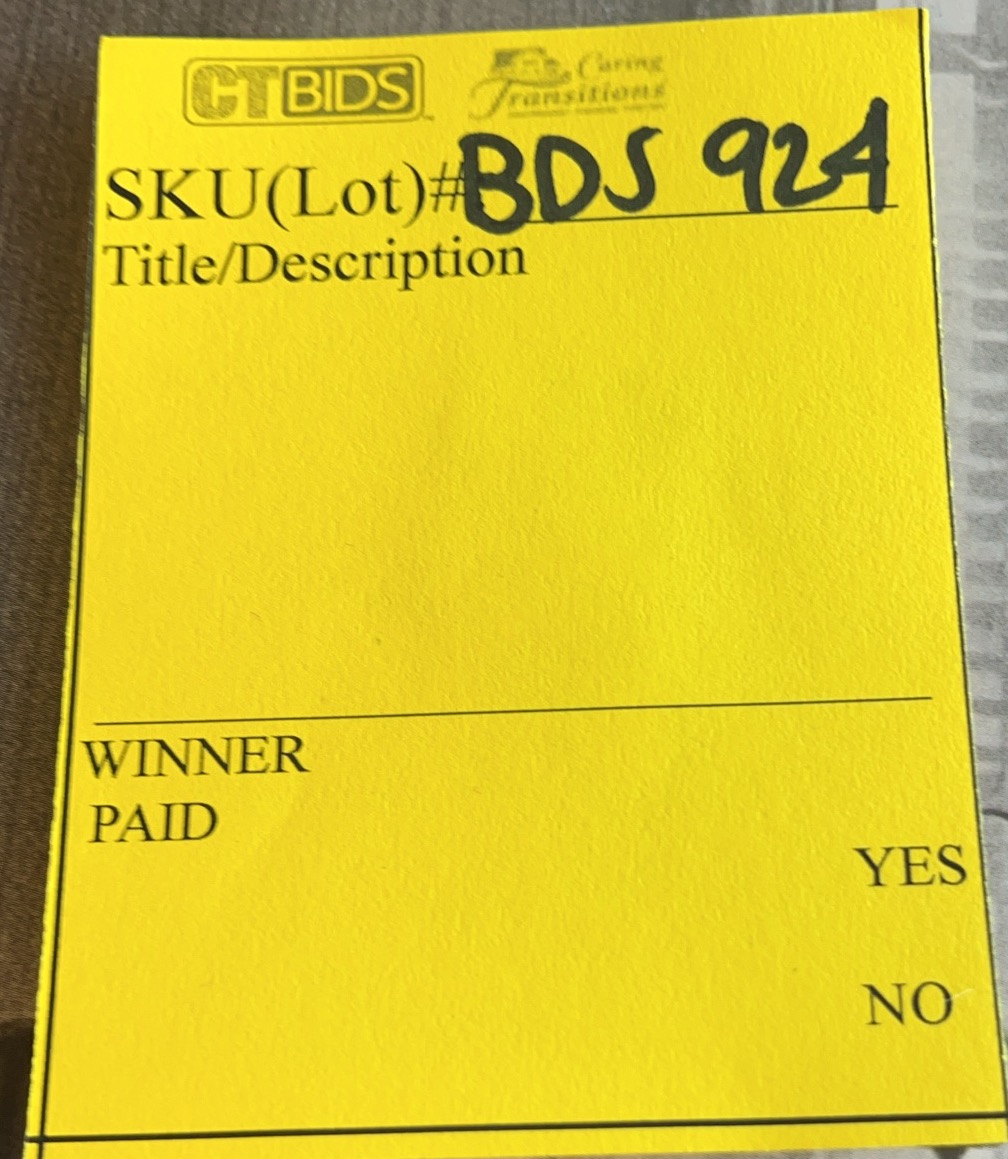 CTBIDS Caring Transitions
SKU(Lot)#BDS 924
Title/Description
WINNER
PAID
YES
NO